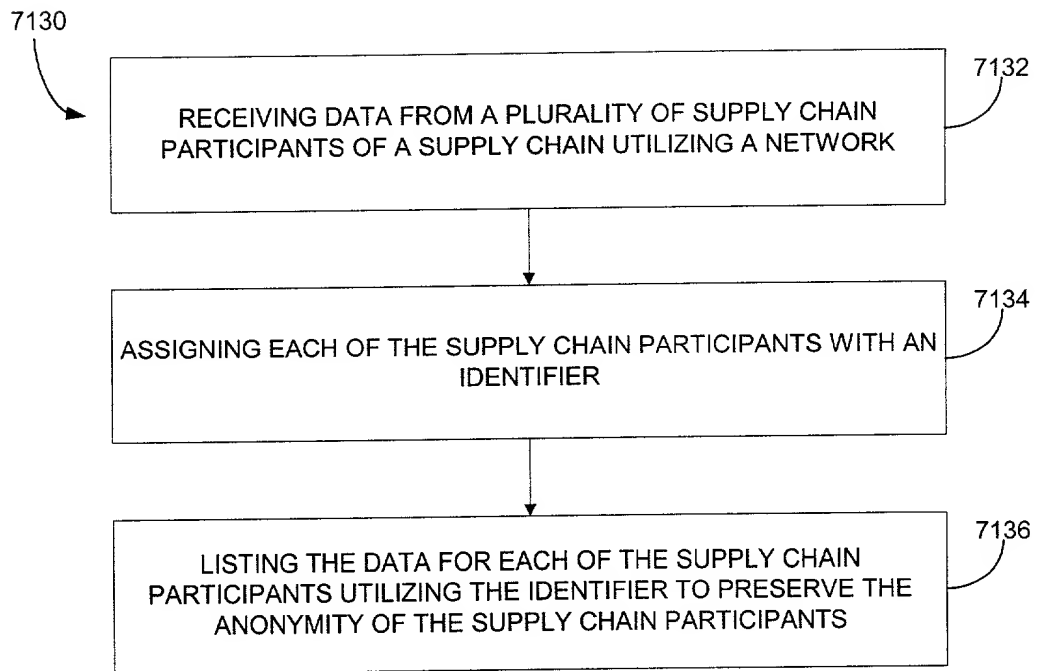 7130
7132
RECEIVING DATA FROM A PLURALITY OF SUPPLY CHAIN
PARTICIPANTS OF A SUPPLY CHAIN UTILIZING A NETWORK
7134
ASSIGNING EACH OF THE SUPPLY CHAIN PARTICIPANTS WITH AN
IDENTIFIER
7136
LISTING THE DATA FOR EACH OF THE SUPPLY CHAIN
PARTICIPANTS UTILIZING THE IDENTIFIER TO PRESERVE THE
ANONYMITY OF THE SUPPLY CHAIN PARTICIPANTS